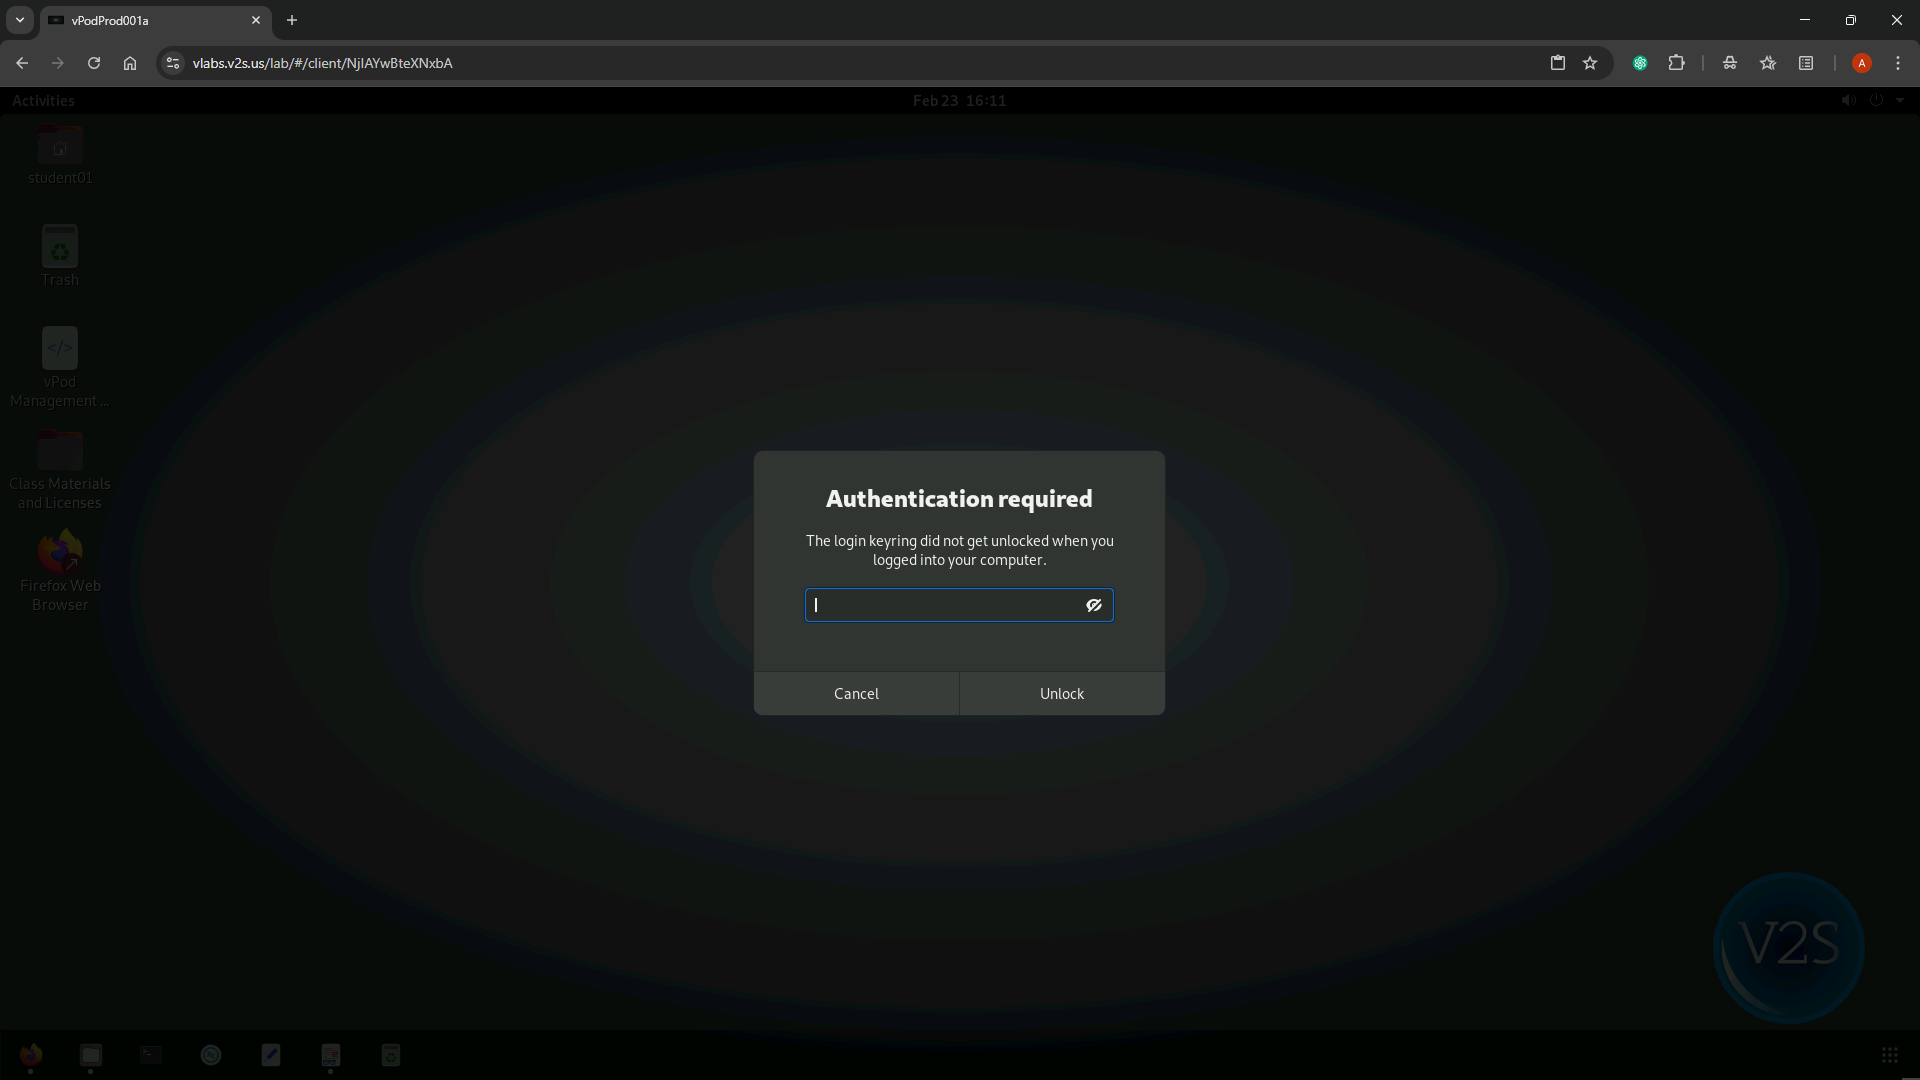 vPodProd001a
vlabs.v2s.us/lab/#/client/NjIAYwBteXNxbA
A
Activities
Feb 23 16:11
student01
Trash
vPod
Management ...
Class Materials
and Licenses
Firefox Web
Browser
Authentication required
The login keyring did not get unlocked when you
logged into your computer.
Cancel
Unlock
V2S